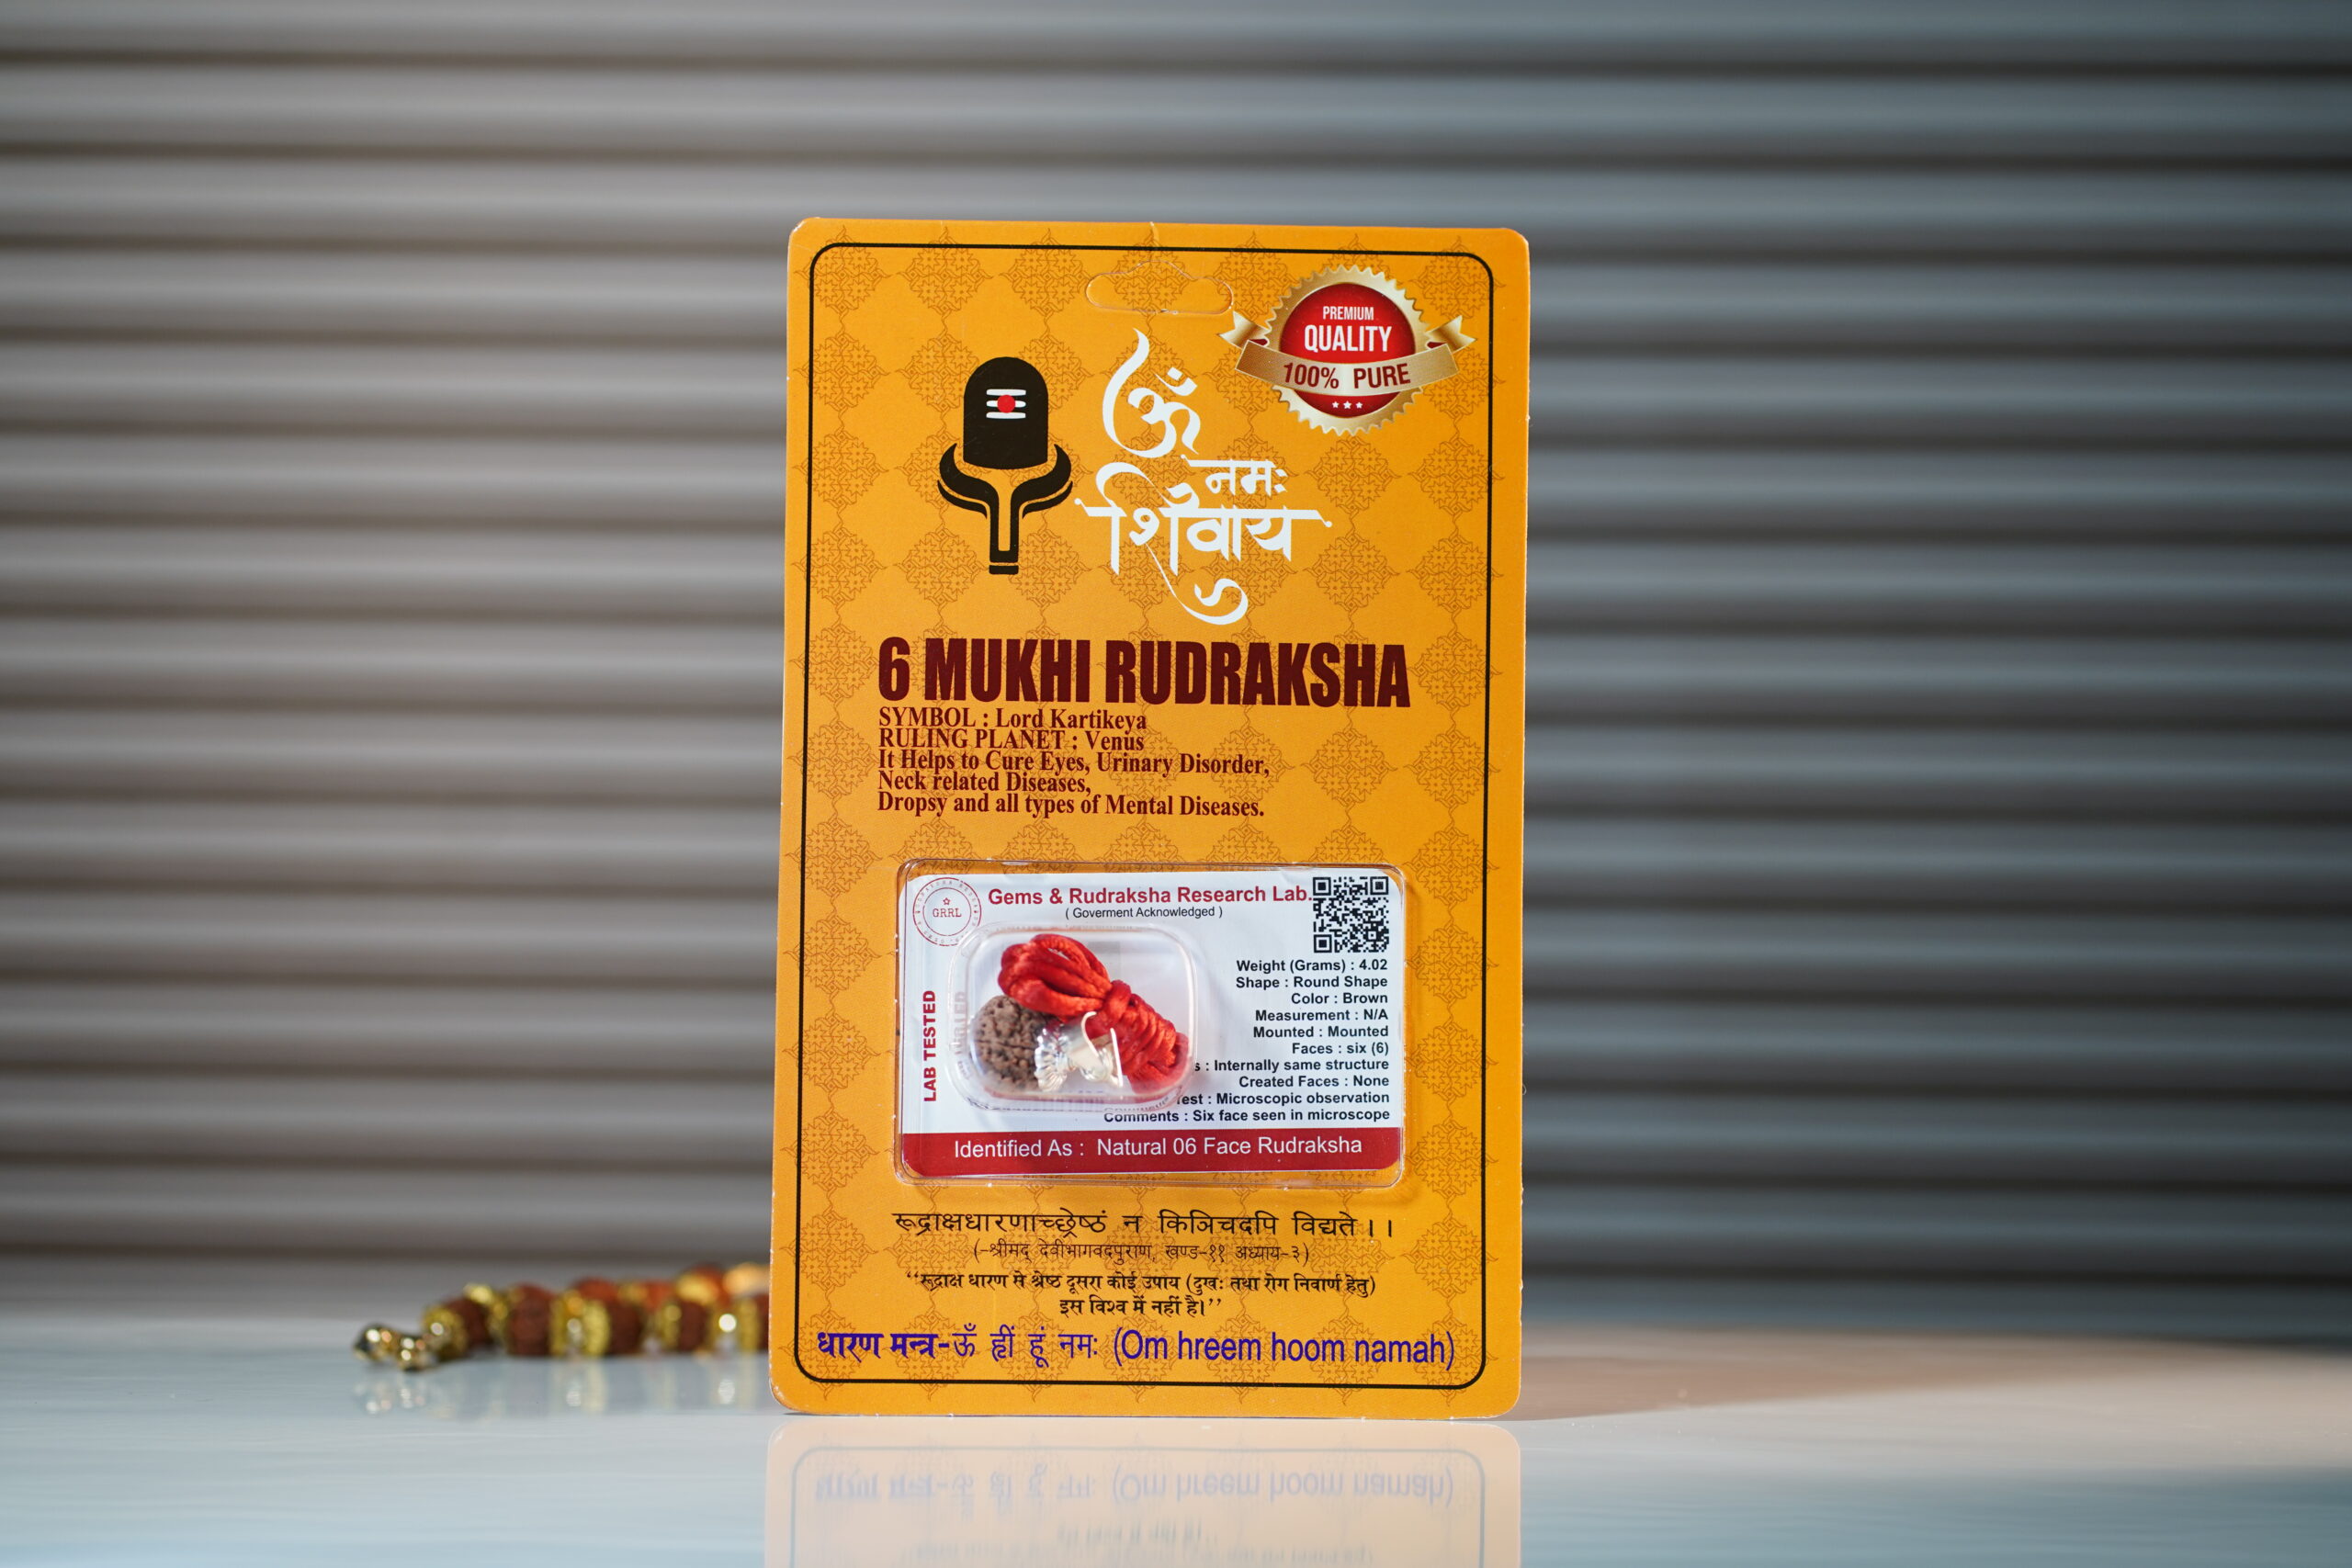 PREMIUM
QUALITY
100% PURE
ॐ
नमः
शिवाय
6 MUKHI RUDRAKSHA
SYMBOL : Lord Kartikeya
RULING PLANET : Venus
It Helps to Cure Eyes, Urinary Disorder,
Neck related Diseases,
Dropsy and all types of Mental Diseases.
GRRL
Gems & Rudraksha Research Lab.
( Goverment Acknowledged )
LAB TESTED
Weight (Grams) : 4.02
Shape : Round Shape
Color : Brown
Measurement : N/A
Mounted : Mounted
Faces : six (6)
: Internally same structure
Created Faces : None
: Microscopic observation
Comments : Six face seen in microscope
Identified As : Natural 06 Face Rudraksha
रूद्राक्षधारणाच्छ्रेष्ठं न किञिचदपि विद्यते।।
(-श्रीमद् देवीभागवदपुराण, खण्ड-११ अध्याय-३)
‘‘रूद्राक्ष धारण से श्रेष्ठ दूसरा कोई उपाय (दुखः तथा रोग निवार्ण हेतु)
इस विश्व में नहीं है।’’
धारण मन्त्र-ॐ ह्रीं हूं नमः (Om hreem hoom namah)